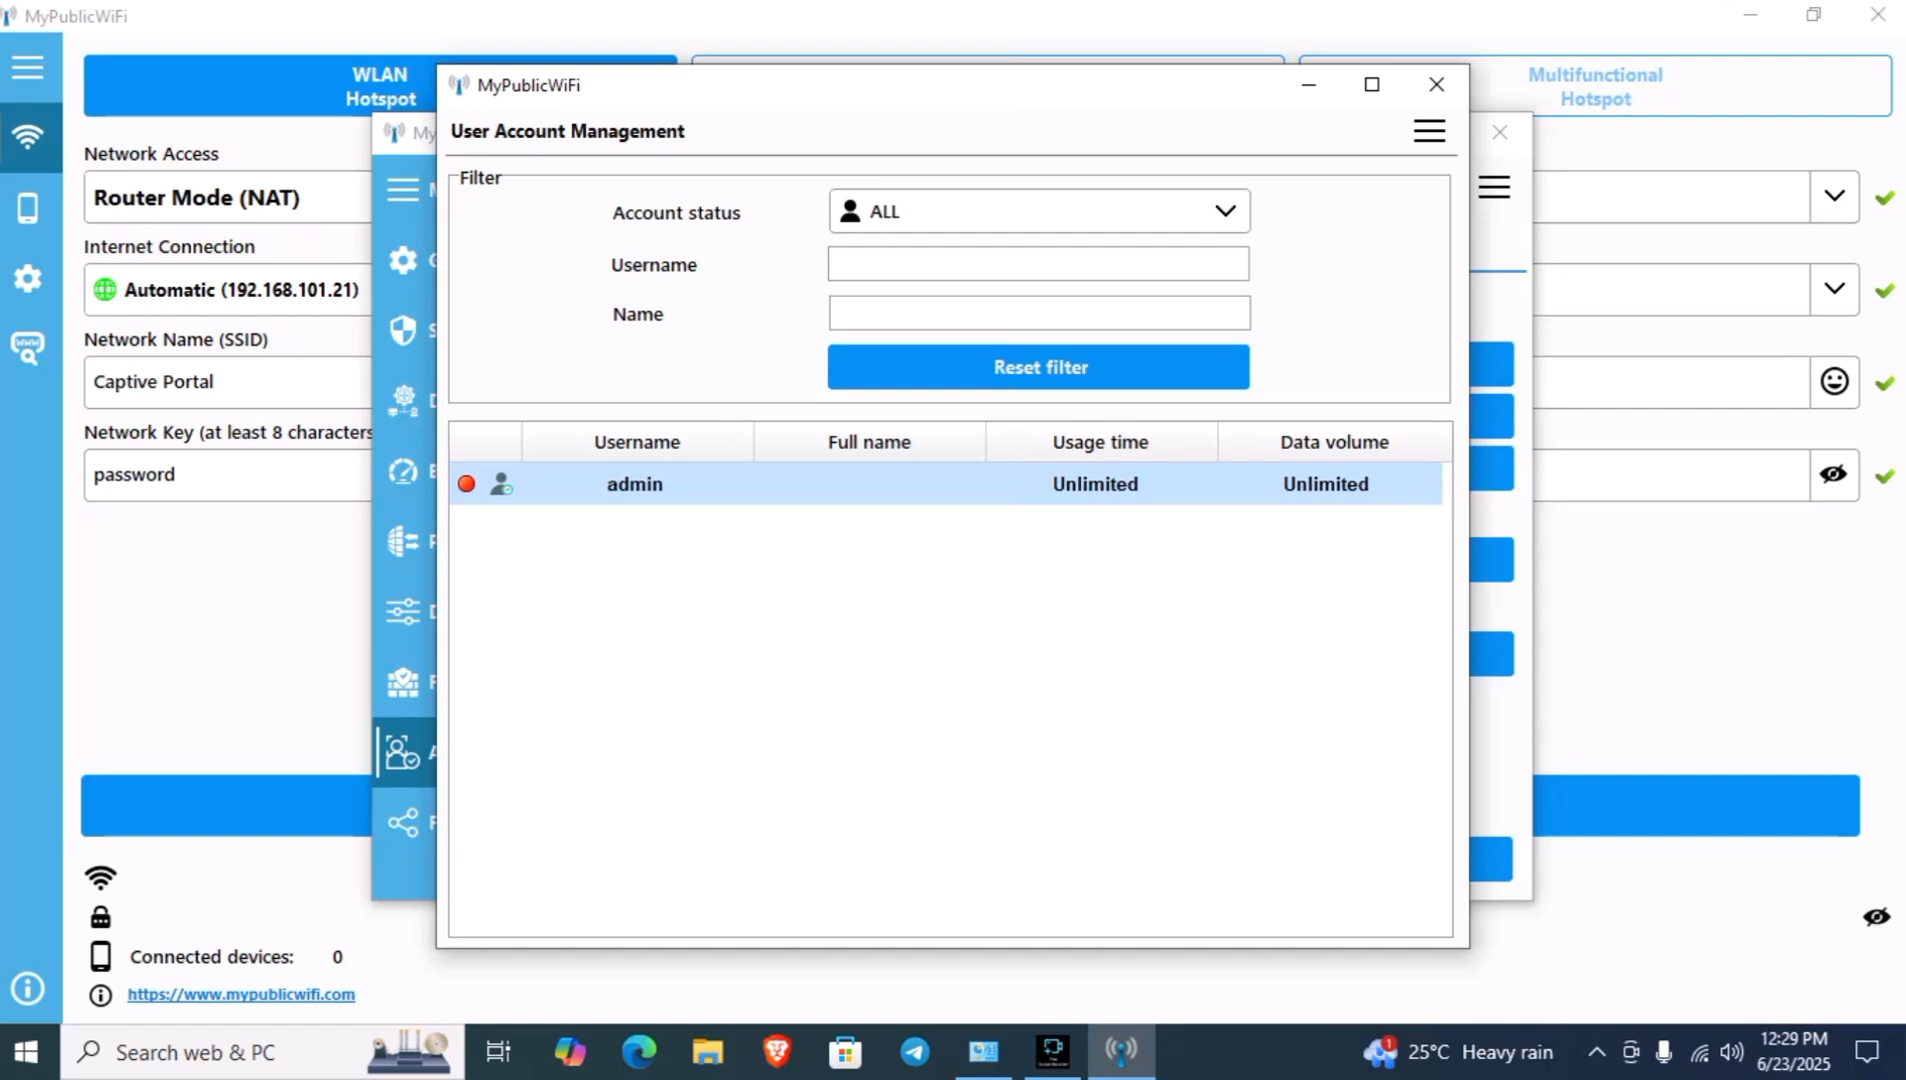 MyPublicWiFi
WLAN
Hotspot
Multifunctional
Hotspot
Network Access
Router Mode (NAT)
Internet Connection
Automatic (192.168.101.21)
Network Name (SSID)
Captive Portal
Network Key (at least 8 characters
password
My
MyPublicWiFi
User Account Management
Filter
Account status
ALL
Username
Name
Reset filter
Username Full name Usage time Data volume
admin Unlimited Unlimited
Connected devices: 0
https://www.mypublicwifi.com
Search web & PC
25°C Heavy rain
12:29 PM
6/23/2025